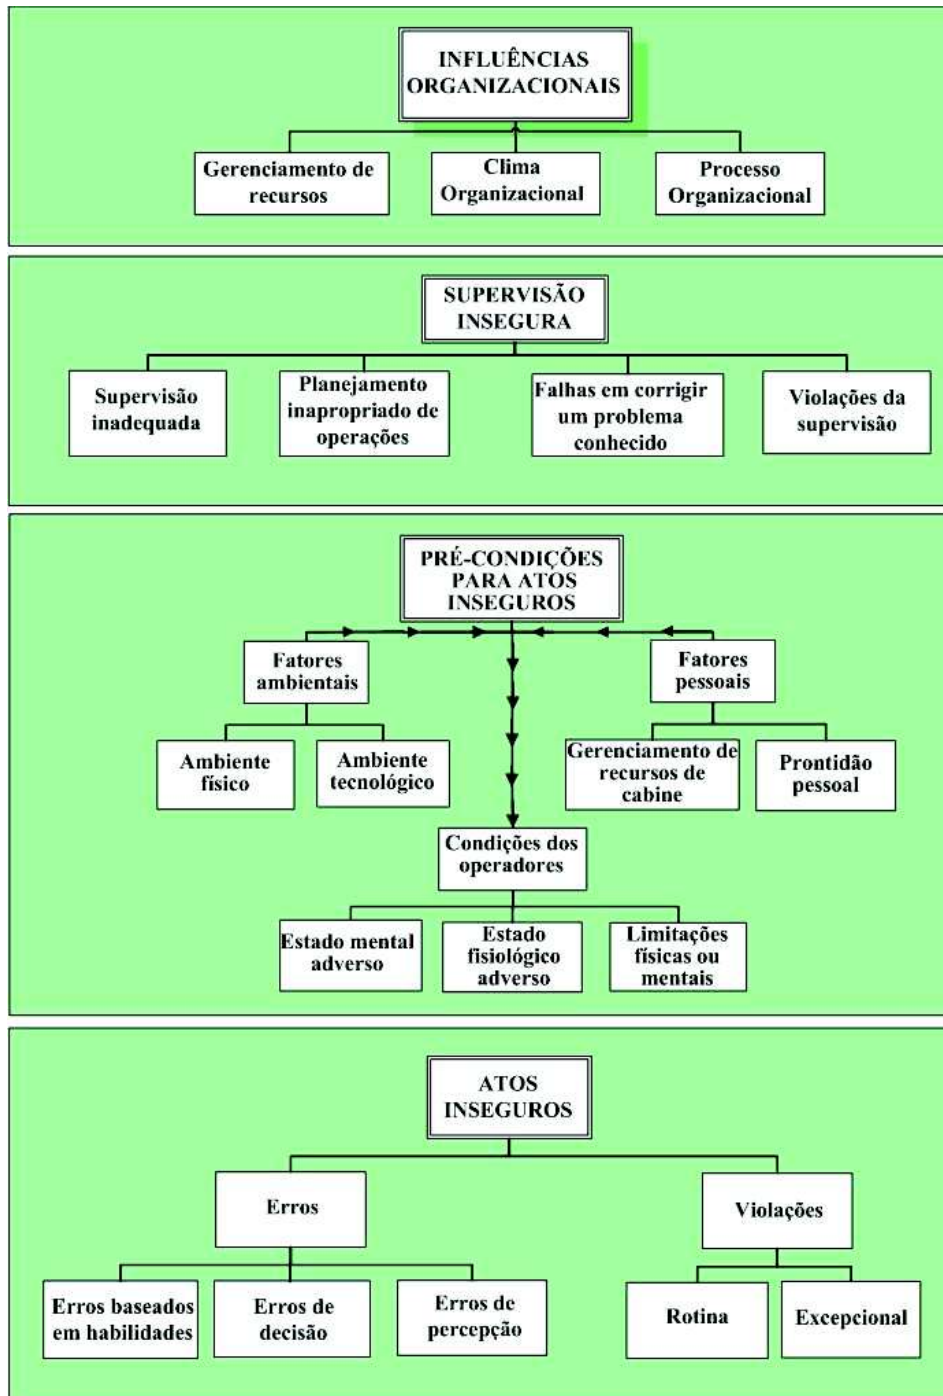 INFLUÊNCIAS
ORGANIZACIONAIS
Gerenciamento de
recursos
Clima
Organizacional
Processo
Organizacional
SUPERVISÃO
INSEGURA
Supervisão
inadequada
Planejamento
inapropriado de
operações
Falhas em corrigir
um problema
conhecido
Violações da
supervisão
PRÉ-CONDIÇÕES
PARA ATOS
INSEGUROS
Fatores
ambientais
Fatores
pessoais
Ambiente
físico
Ambiente
tecnológico
Gerenciamento de
recursos de
cabine
Prontidão
pessoal
Condições dos
operadores
Estado mental
adverso
Estado
fisiológico
adverso
Limitações
físicas ou
mentais
ATOS
INSEGUROS
Erros
Violações
Erros baseados
em habilidades
Erros de
decisão
Erros de
percepção
Rotina
Excepcional